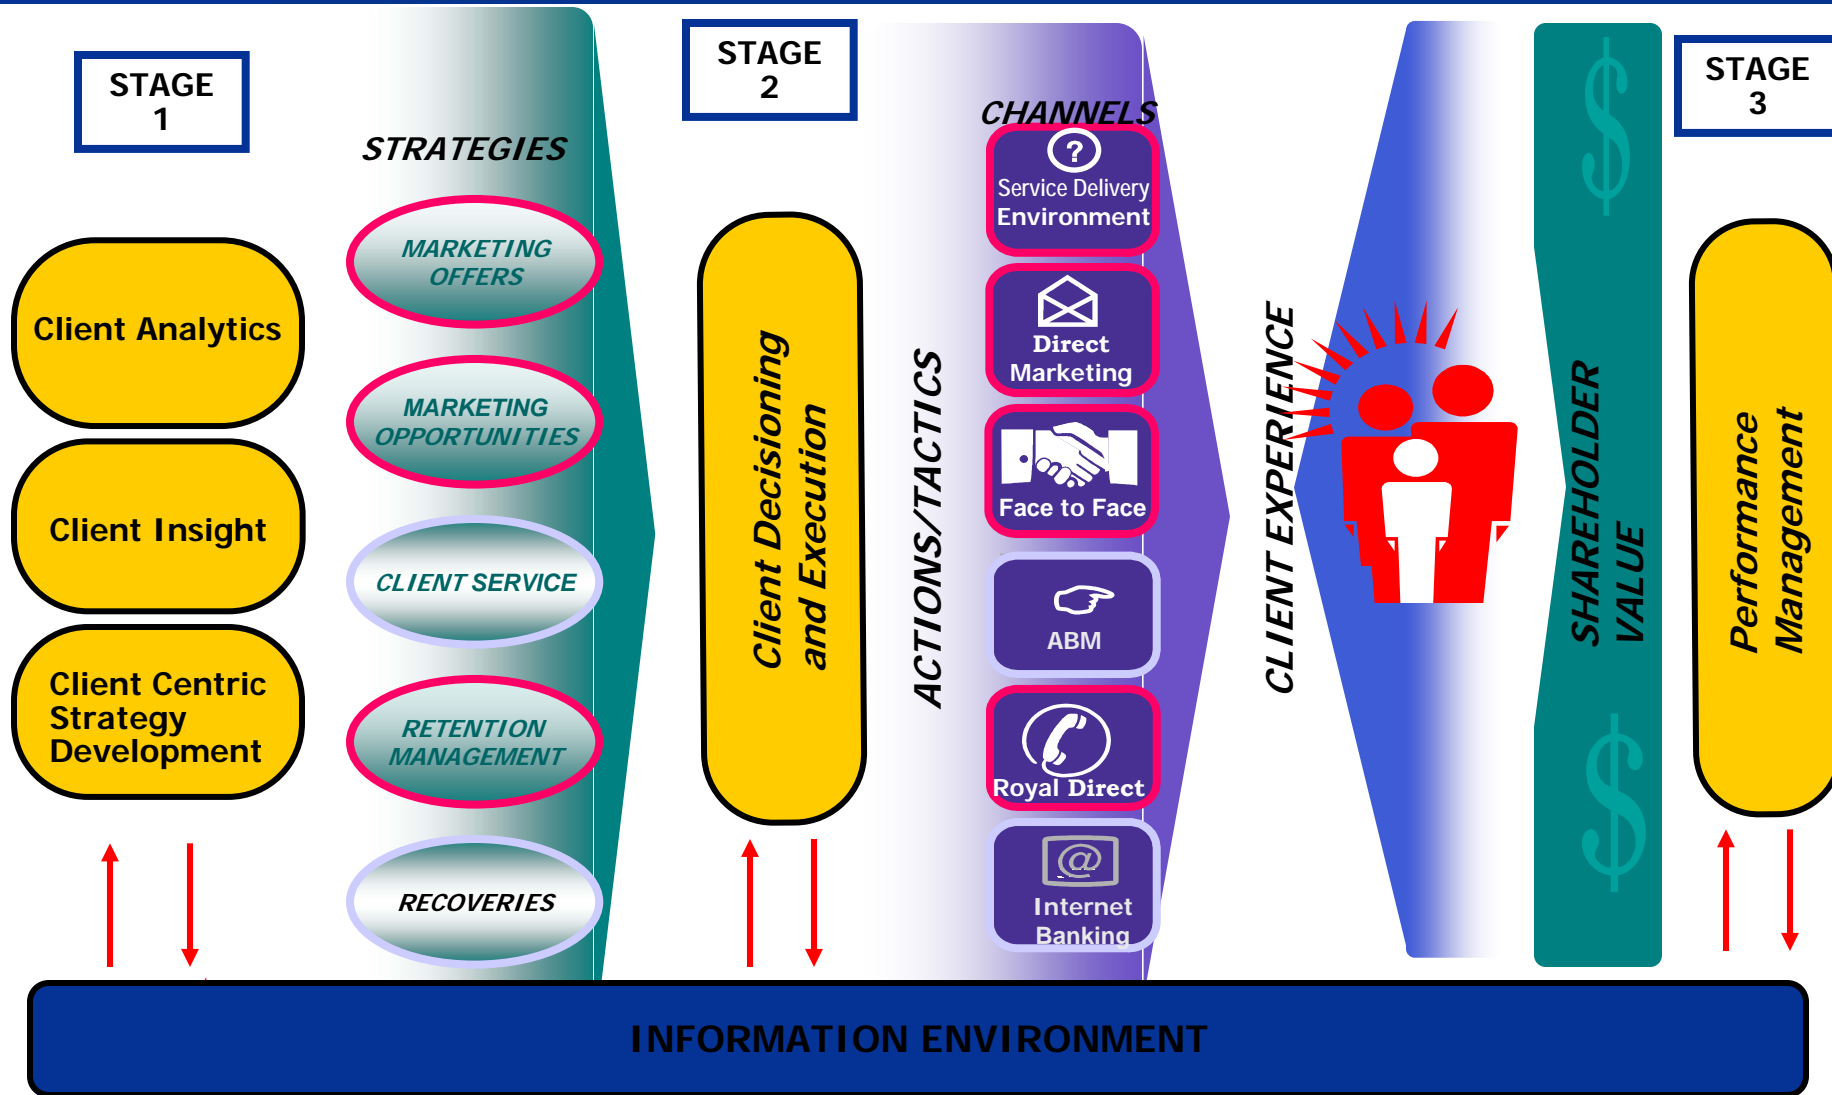 STAGE
1
Client Analytics
Client Insight
Client Centric
Strategy
Development
STRATEGIES
MARKETING
OFFERS
MARKETING
OPPORTUNITIES
CLIENT SERVICE
RETENTION
MANAGEMENT
RECOVERIES
STAGE
2
Client Decisioning
and Execution
ACTIONS/TACTICS
CHANNELS
?
Service Delivery
Environment
Direct
Marketing
Face to Face
ABM
Royal Direct
@
Internet
Banking
CLIENT EXPERIENCE
$
SHAREHOLDER
VALUE
$
STAGE
3
Performance
Management
INFORMATION ENVIRONMENT